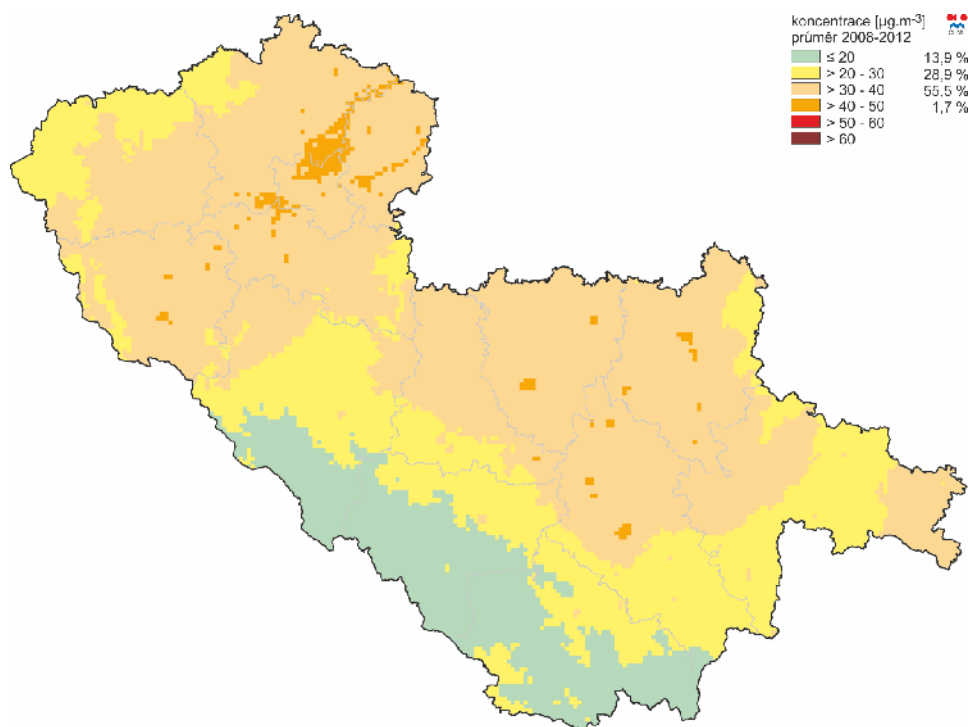 koncentrace [µg.m-3]
průměr 2008-2012
≤ 20 13,9 %
> 20 - 30 28,9 %
> 30 - 40 55,5 %
> 40 - 50 1,7 %
> 50 - 60
> 60